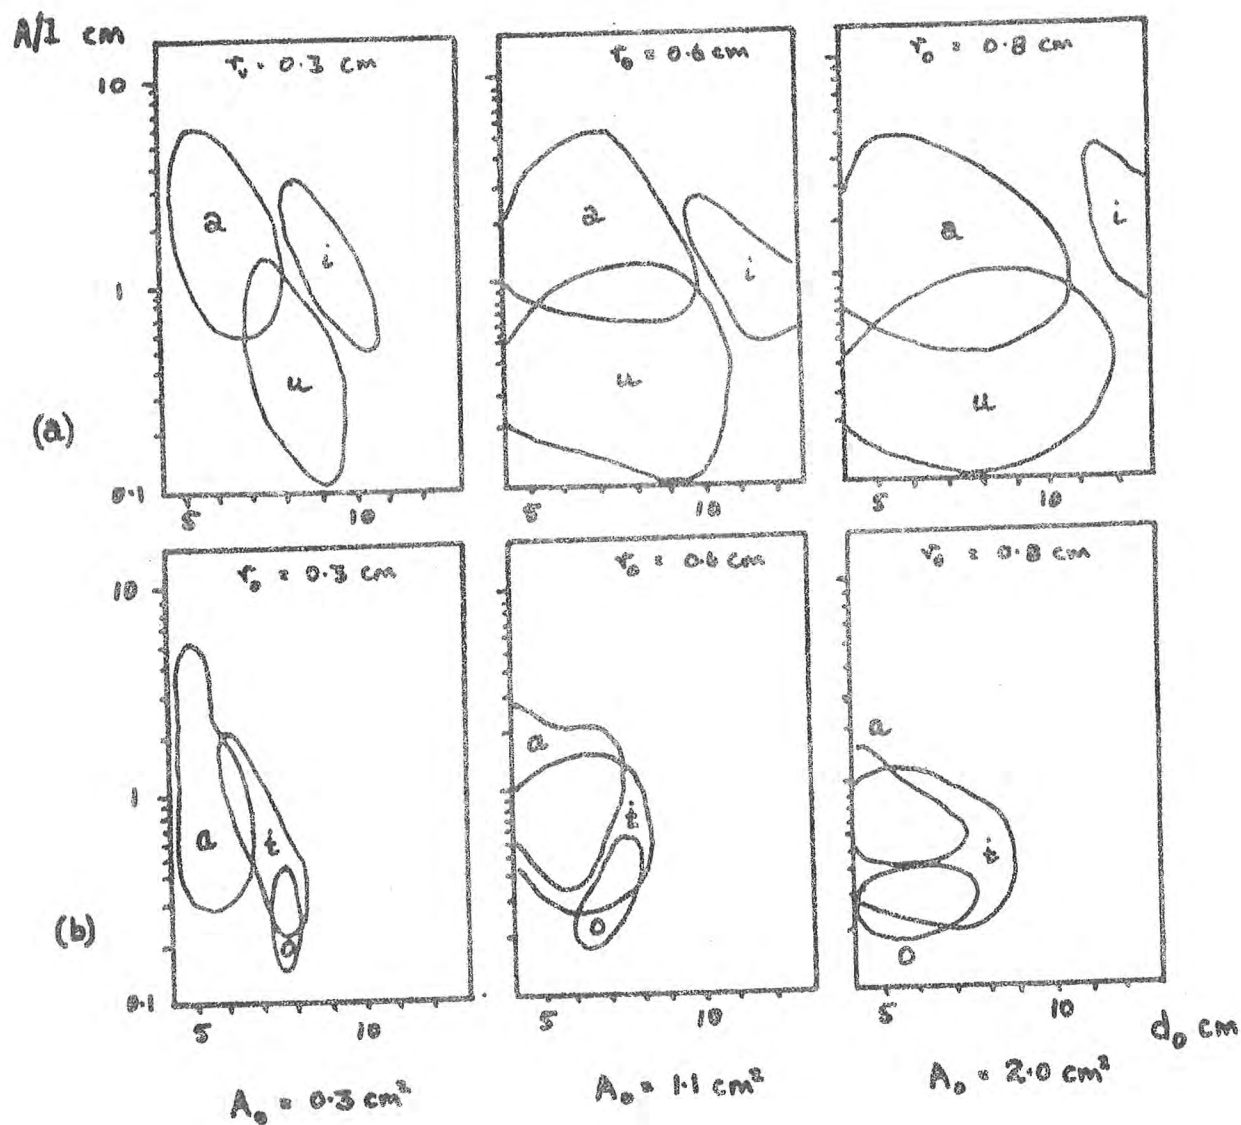 A/I cm
r₀ = 0.3 cm
r₀ = 0.6 cm
r₀ = 0.8 cm
10
1
0.1
a
i
u
a
i
u
a
i
u
(a)
5
10
5
10
5
10
r₀ = 0.3 cm
r₀ = 0.6 cm
r₀ = 0.8 cm
10
1
0.1
a
ɨ
o
a
ɨ
o
a
ɨ
o
(b)
5
10
5
10
5
10
d₀ cm
A₀ = 0.3 cm²
A₀ = 1.1 cm²
A₀ = 2.0 cm²